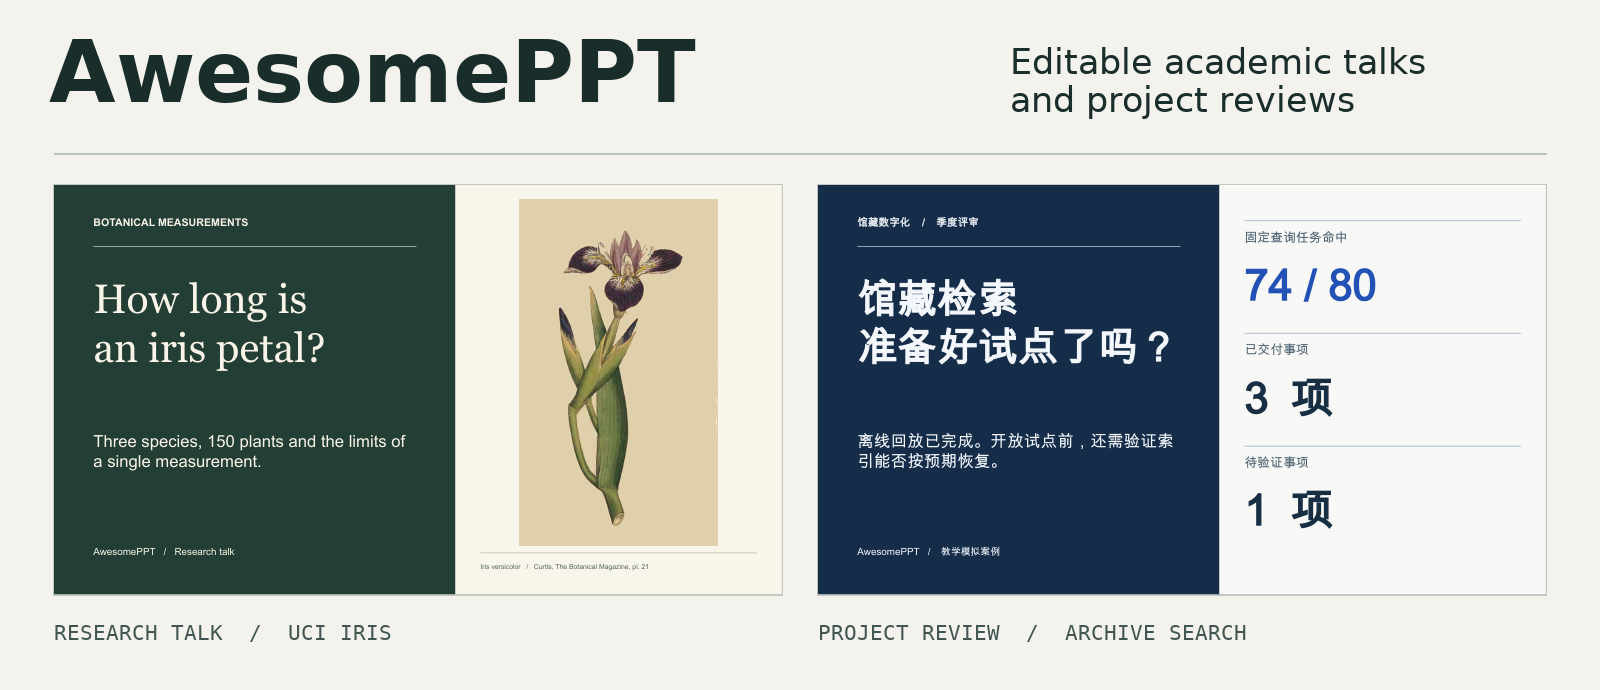 AwesomePPT
Editable academic talks
and project reviews
BOTANICAL MEASUREMENTS
How long is
an iris petal?
Three species, 150 plants and the limits of
a single measurement.
AwesomePPT / Research talk
Iris versicolor / Curtis, The Botanical Magazine, pl. 21
馆藏数字化 / 季度评审
馆藏检索
准备好试点了吗？
离线回放已完成。开放试点前，还需验证索
引能否按预期恢复。
AwesomePPT / 教学模拟案例
固定查询任务命中
74 / 80
已交付事项
3 项
待验证事项
1 项
RESEARCH TALK / UCI IRIS
PROJECT REVIEW / ARCHIVE SEARCH